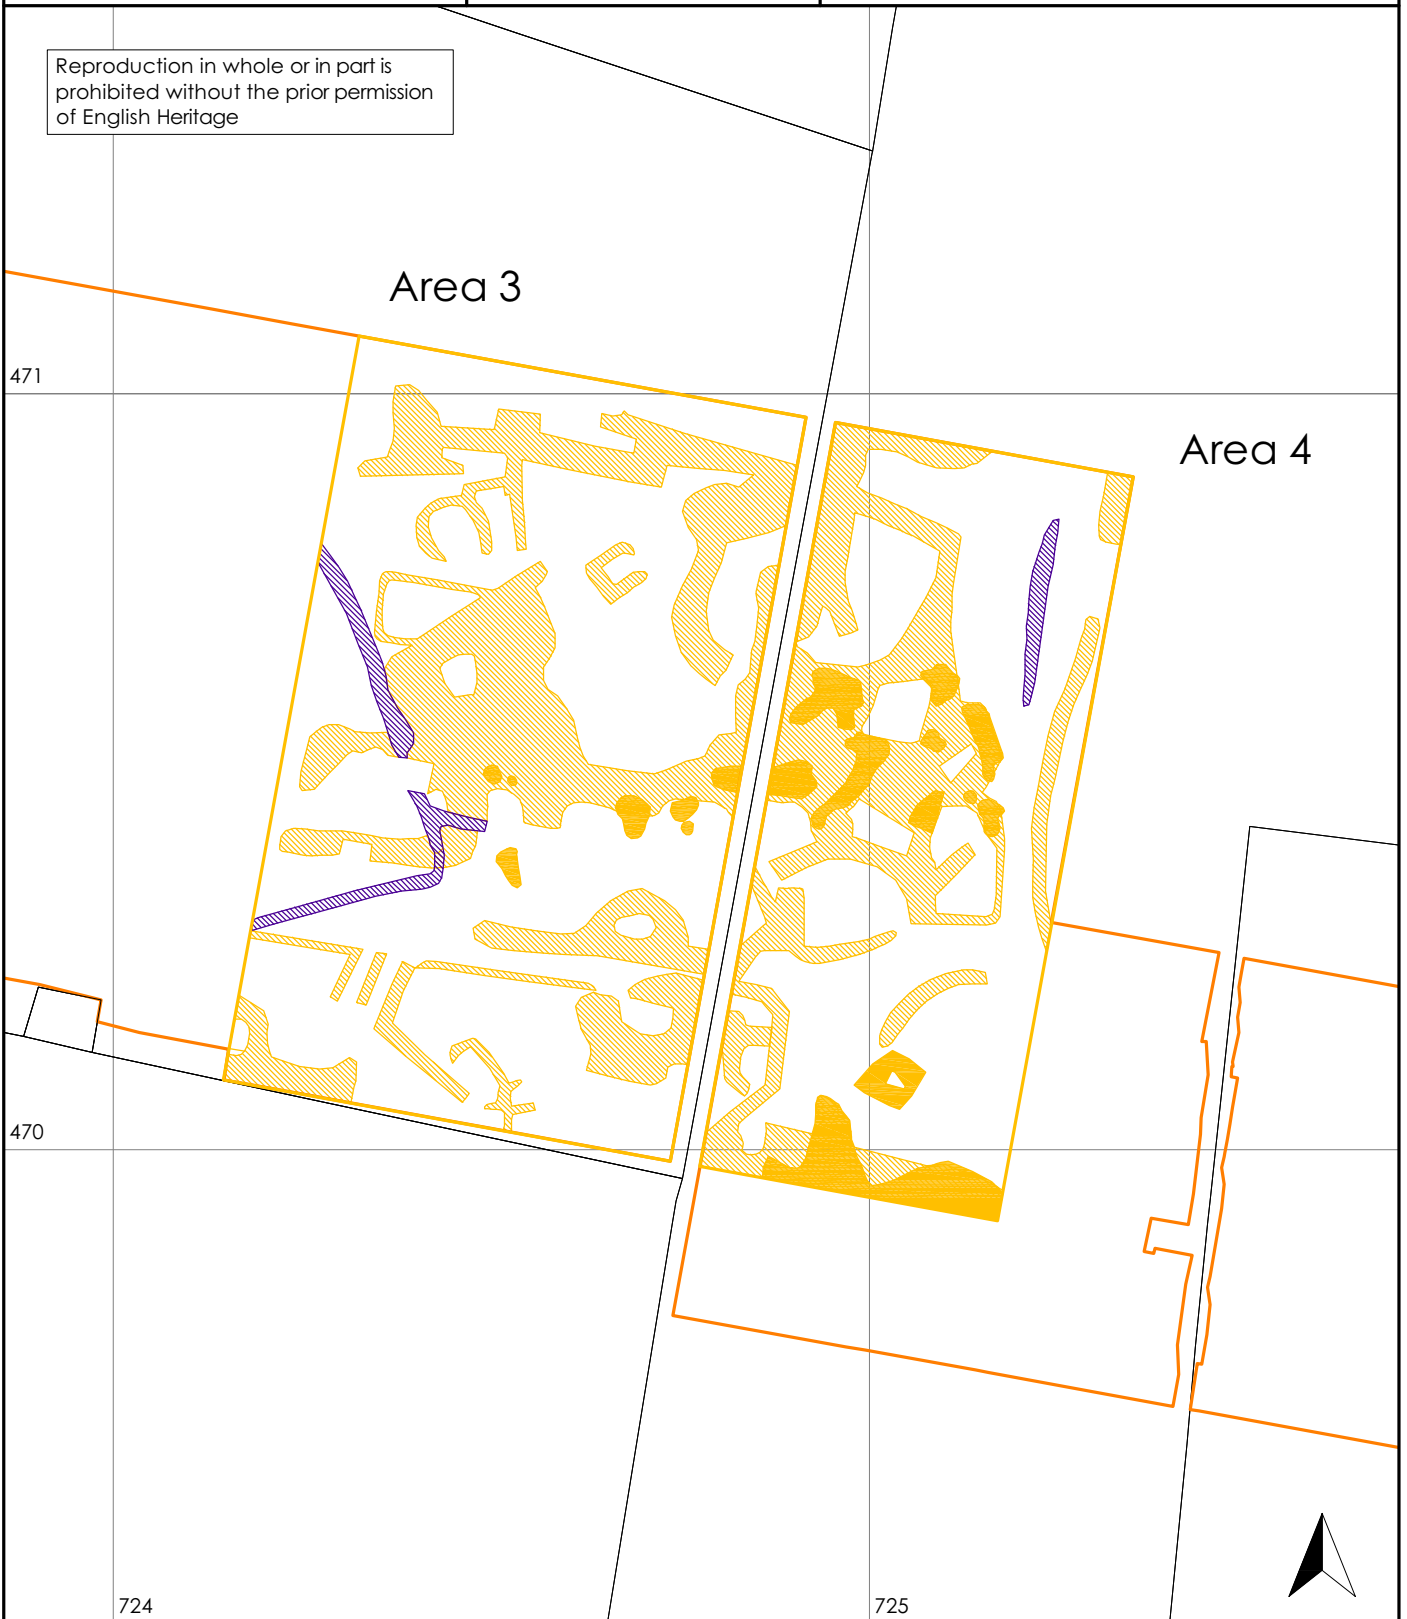 Reproduction in whole or in part is
prohibited without the prior permission
of English Heritage
Area 3
471
Area 4
470
724
725